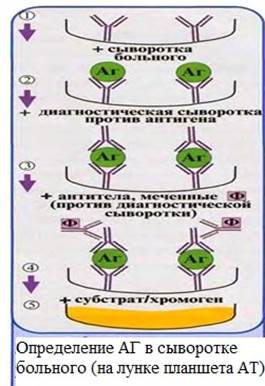 ①
+ сыворотка
больного
Аг Аг
②
+ диагностическая сыворотка
против антигена
Аг Аг
③
+ антитела, меченные Ф
(против диагностической
сыворотки)
Ф Ф
Аг Аг
④
+ субстрат/хромоген
⑤
Определение АГ в сыворотке
больного (на лунке планшета АТ)